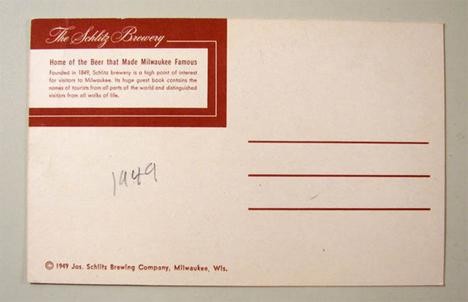 The Schlitz Brewery
Home of the Beer that Made Milwaukee Famous
Founded in 1849, Schlitz brewery is a high point of interest
for visitors to Milwaukee. Its huge guest book contains the
names of tourists from all parts of the world and distinguished
visitors from all walks of life.
1949
© 1949 Jos. Schlitz Brewing Company, Milwaukee, Wis.